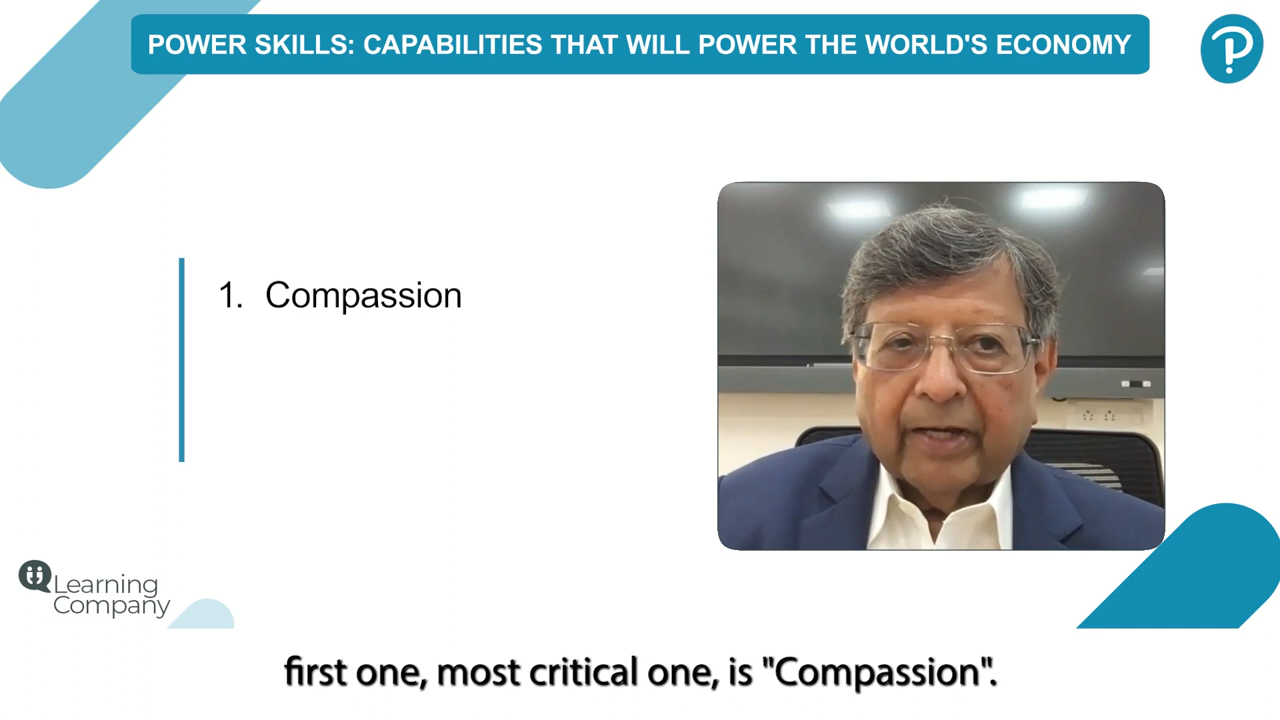 POWER SKILLS: CAPABILITIES THAT WILL POWER THE WORLD'S ECONOMY
1. Compassion
Learning
Company
first one, most critical one, is "Compassion".